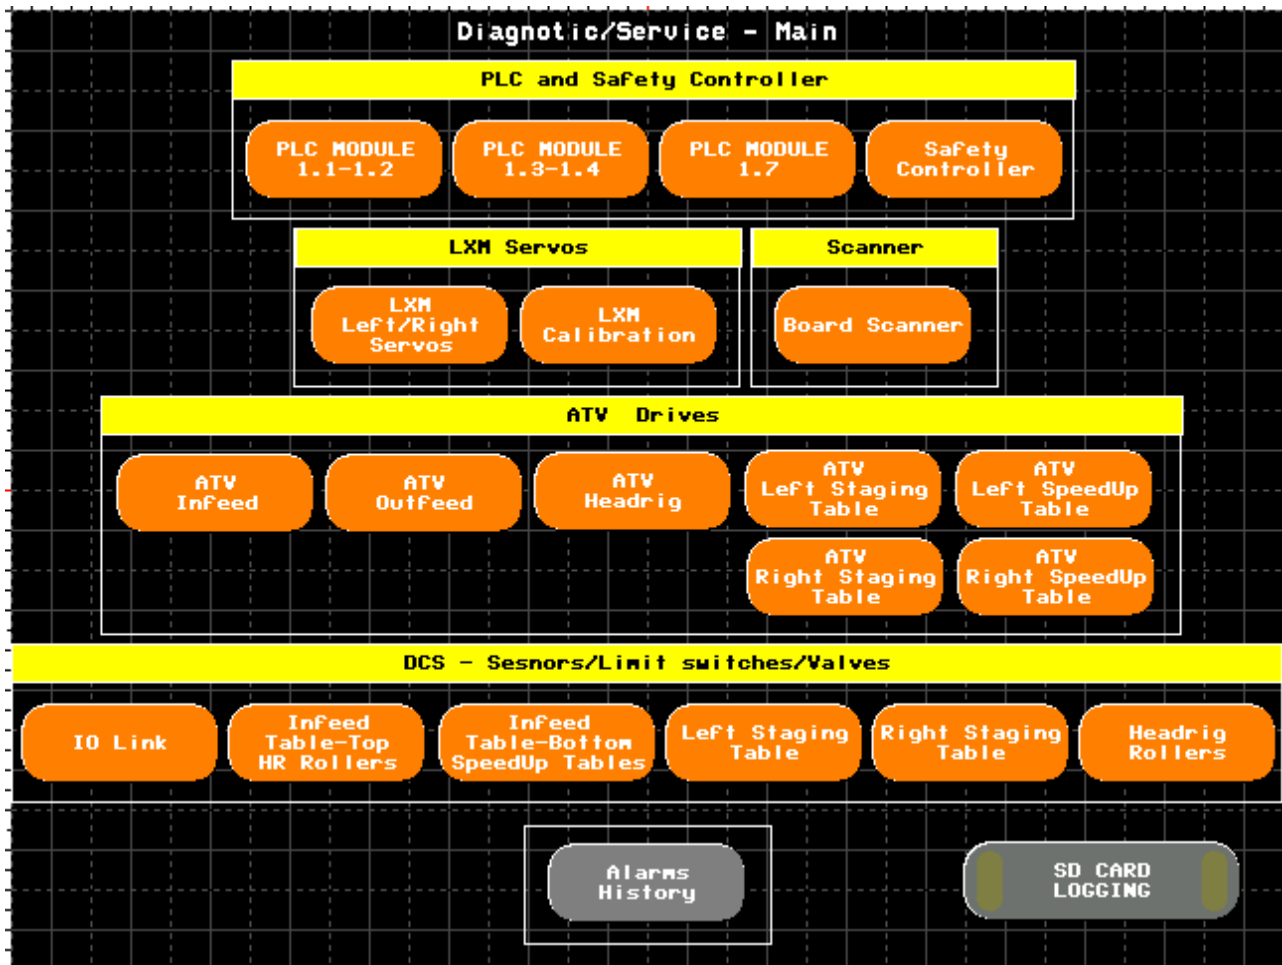 Diagnotic/Service - Main
PLC and Safety Controller
PLC MODULE
1.1-1.2
PLC MODULE
1.3-1.4
PLC MODULE
1.7
Safety
Controller
LXM Servos
Scanner
LXM
Left/Right
Servos
LXM
Calibration
Board Scanner
ATV  Drives
ATV
Infeed
ATV
Outfeed
ATV
Headrig
ATV
Left Staging
Table
ATV
Left SpeedUp
Table
ATV
Right Staging
Table
ATV
Right SpeedUp
Table
DCS - Sesnors/Limit switches/Valves
IO Link
Infeed
Table-Top
HR Rollers
Infeed
Table-Bottom
SpeedUp Tables
Left Staging
Table
Right Staging
Table
Headrig
Rollers
Alarms
History
SD CARD
LOGGING